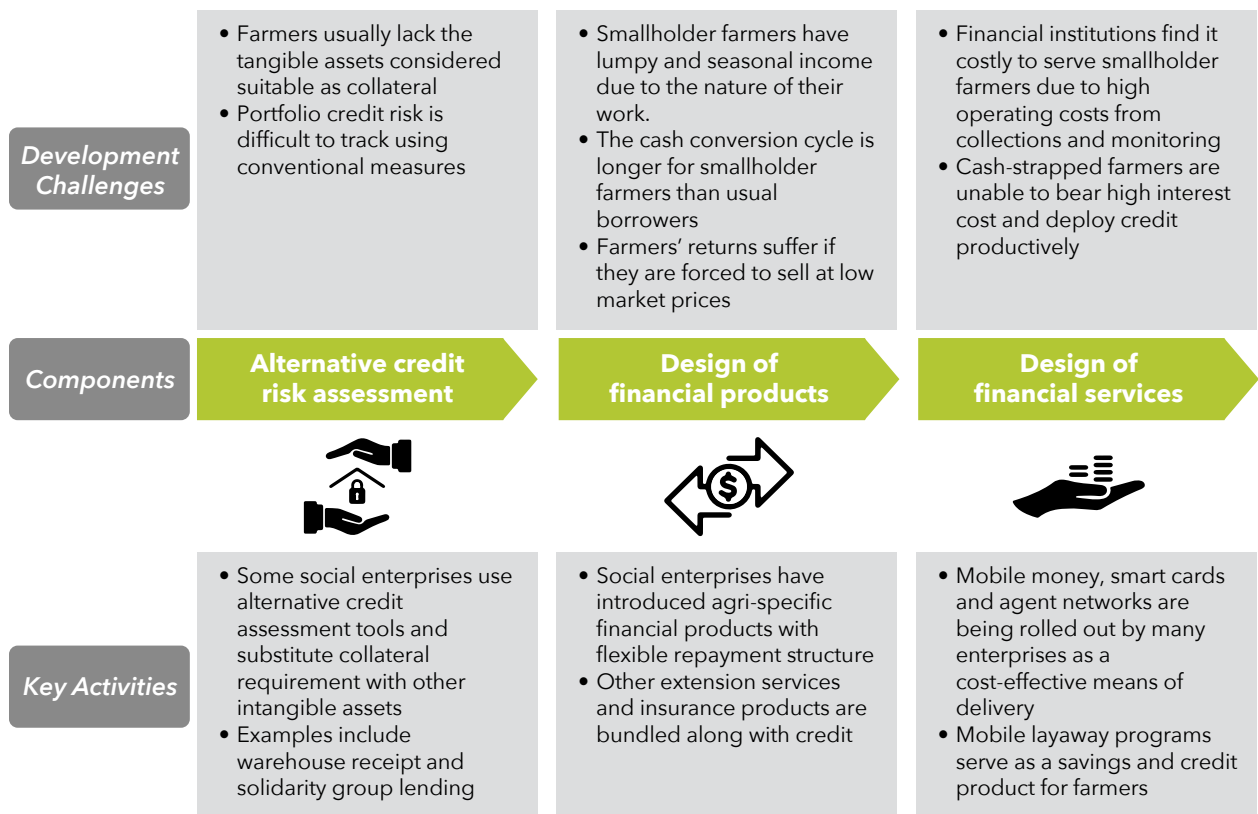 Development
Challenges
• Farmers usually lack the
tangible assets considered
suitable as collateral
• Portfolio credit risk is
difficult to track using
conventional measures
• Smallholder farmers have
lumpy and seasonal income
due to the nature of their
work.
• The cash conversion cycle is
longer for smallholder
farmers than usual
borrowers
• Farmers’ returns suffer if
they are forced to sell at low
market prices
• Financial institutions find it
costly to serve smallholder
farmers due to high
operating costs from
collections and monitoring
• Cash-strapped farmers are
unable to bear high interest
cost and deploy credit
productively
Components
Alternative credit
risk assessment
Design of
financial products
Design of
financial services
$
Key Activities
• Some social enterprises use
alternative credit
assessment tools and
substitute collateral
requirement with other
intangible assets
• Examples include
warehouse receipt and
solidarity group lending
• Social enterprises have
introduced agri-specific
financial products with
flexible repayment structure
• Other extension services
and insurance products are
bundled along with credit
• Mobile money, smart cards
and agent networks are
being rolled out by many
enterprises as a
cost-effective means of
delivery
• Mobile layaway programs
serve as a savings and credit
product for farmers